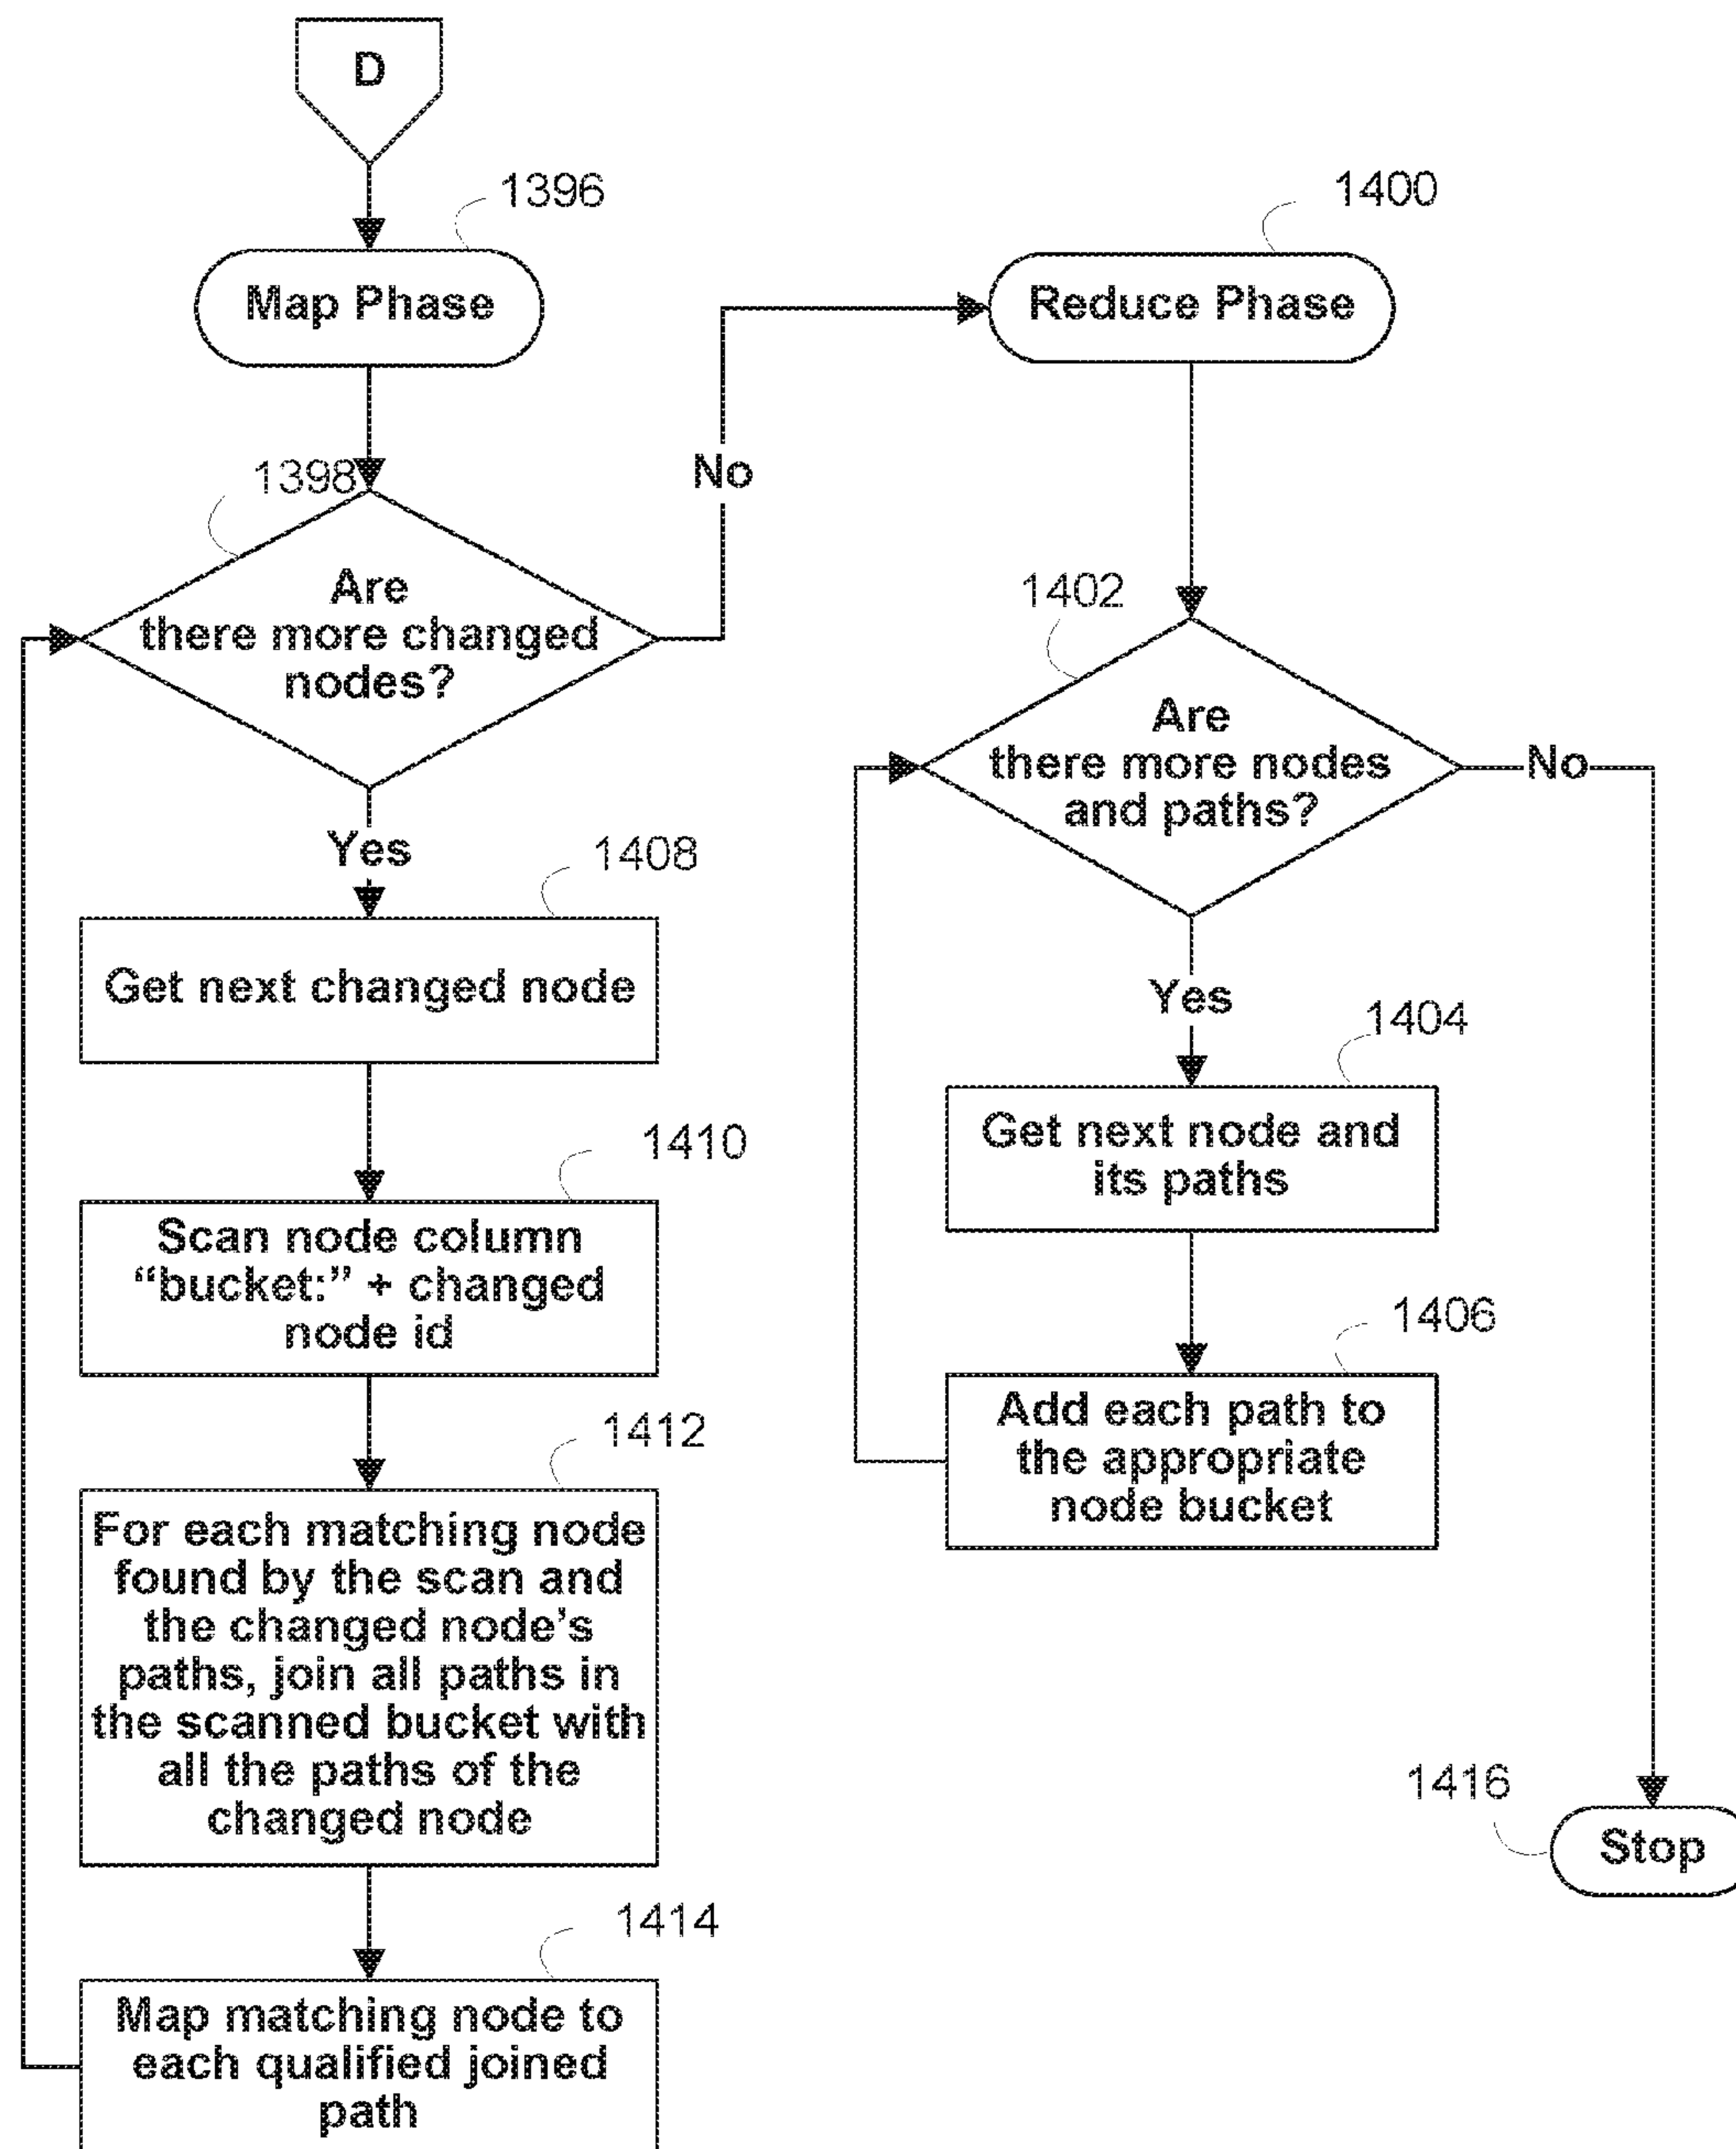 D
1396
Map Phase
1398
Are
there more changed
nodes?
No
Yes
1408
Get next changed node
1410
Scan node column
“bucket:” + changed
node id
1412
For each matching node
found by the scan and
the changed node’s
paths, join all paths in
the scanned bucket with
all the paths of the
changed node
1414
Map matching node to
each qualified joined
path
1400
Reduce Phase
1402
Are
there more nodes
and paths?
No
Yes
1404
Get next node and
its paths
1406
Add each path to
the appropriate
node bucket
1416
Stop